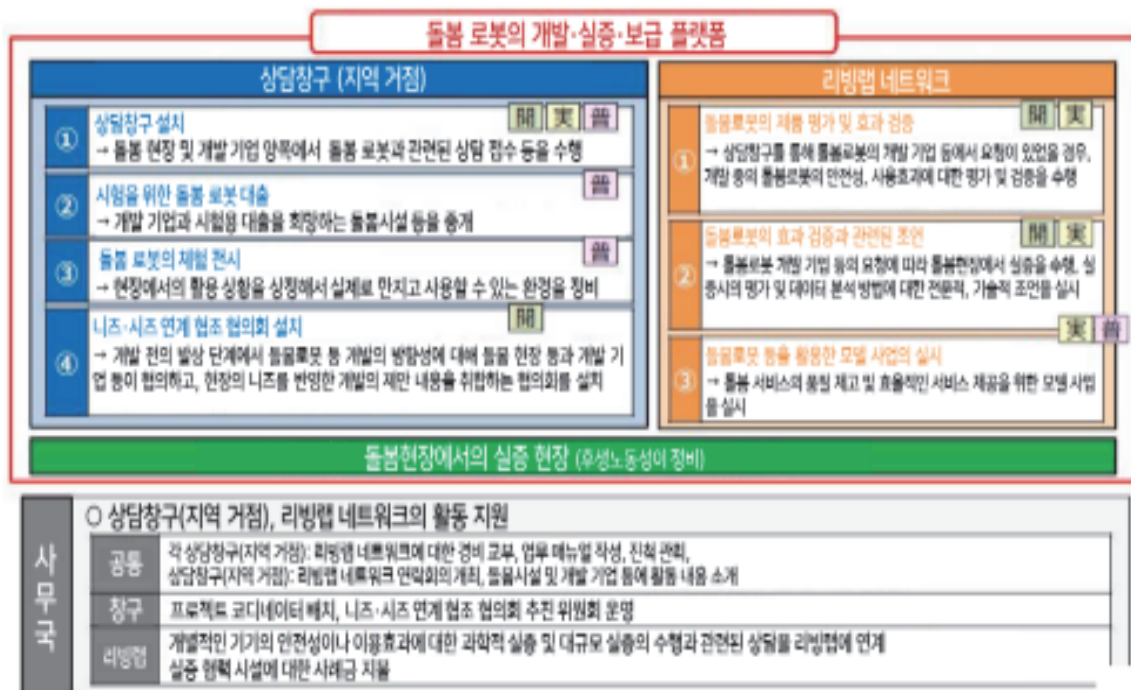 돌봄 로봇의 개발·실증·보급 플랫폼
상담창구 (지역 거점)
① 상담창구 설치 開 実 普
→ 돌봄 현장 및 개발 기업 양쪽에서 돌봄 로봇과 관련된 상담 접수 등을 수행
② 시험을 위한 돌봄 로봇 대출 普
→ 개발 기업과 시험용 대출을 희망하는 돌봄시설 등을 중개
③ 돌봄 로봇의 체험 전시 普
→ 현장에서의 활용 상황을 상정해서 실제로 만지고 사용할 수 있는 환경을 정비
④ 니즈·시즈 연계 협조 협의회 설치 開
→ 개발 전의 발상 단계에서 돌봄로봇 등 개발의 방향성에 대해 돌봄 현장 등과 개발 기
업 등이 협의하고, 현장의 니즈를 반영한 개발의 제안 내용을 취합하는 협의회를 설치
리빙랩 네트워크
① 돌봄로봇의 제품 평가 및 효과 검증 開 実
→ 상담창구를 통해 돌봄로봇의 개발 기업 등에서 요청이 있었을 경우,
개발 중의 돌봄로봇의 안전성, 사용효과에 대한 평가 및 검증을 수행
② 돌봄로봇의 효과 검증과 관련된 조언 開 実
→ 돌봄로봇 개발 기업 등의 요청에 따라 돌봄현장에서 실증을 수행, 실
증시의 평가 및 데이터 분석 방법에 대한 전문적, 기술적 조언을 실시
③ 돌봄로봇 등을 활용한 모델 사업의 실시 実 普
→ 돌봄 서비스의 품질 제고 및 효율적인 서비스 제공을 위한 모델 사업
을 실시
돌봄현장에서의 실증 현장 (후생노동성이 정비)
사무국
○ 상담창구(지역 거점), 리빙랩 네트워크의 활동 지원
공통 각 상담창구(지역 거점): 리빙랩 네트워크에 대한 경비 교부, 업무 매뉴얼 작성, 진척 관리,
상담창구(지역 거점): 리빙랩 네트워크 연락회의 개최, 돌봄시설 및 개발 기업 등에 활동 내용 소개
창구 프로젝트 코디네이터 배치, 니즈·시즈 연계 협조 협의회 추진 위원회 운영
리빙랩 개별적인 기기의 안전성이나 이용효과에 대한 과학적 실증 및 대규모 실증의 수행과 관련된 상담을 리빙랩에 연계
실증 협력 시설에 대한 사례금 지불